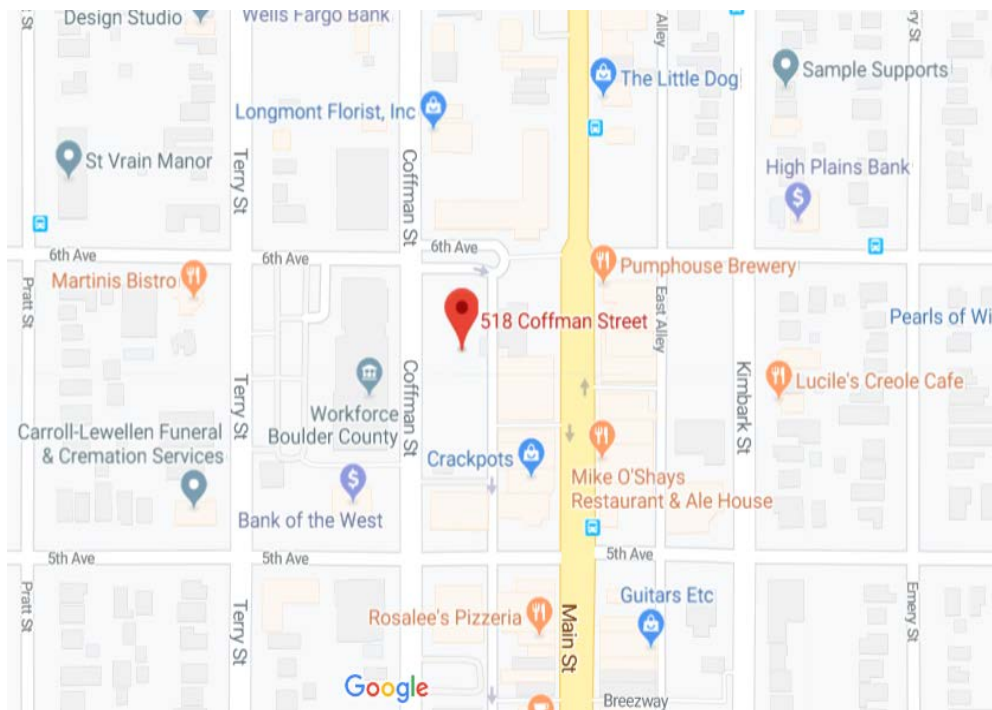 Design Studio
Wells Fargo Bank
Alley
ery St
The Little Dog
Sample Supports
Longmont Florist, Inc
St Vrain Manor
Terry St
Coffman St
High Plains Bank
6th Ave
6th Ave
6th Ave
Martinis Bistro
Pumphouse Brewery
Pratt St
518 Coffman Street
East Alley
Pearls of Wi
Terry St
Coffman St
Kimbark St
Lucile's Creole Cafe
Workforce
Boulder County
Carroll-Lewellen Funeral
& Cremation Services
Crackpots
Mike O'Shays
Restaurant & Ale House
Bank of the West
5th Ave
5th Ave
5th Ave
Pratt St
Terry St
Rosalee's Pizzeria
Main St
Guitars Etc
Emery St
Google
Breezway